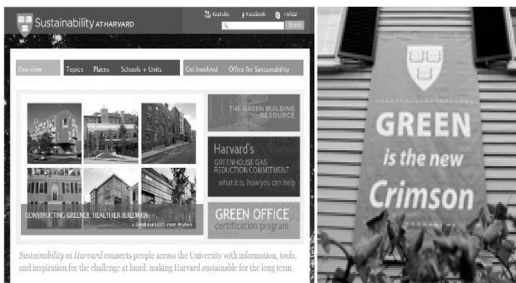 Sustainability AT HARVARD
Youtube Facebook Twitter
Search
Overview Topics Places Schools + Units Get Involved Office for Sustainability
THE GREEN BUILDING
RESOURCE
Harvard's
GREENHOUSE GAS
REDUCTION COMMITMENT
what it is, how you can help
CONSTRUCTING GREENER, HEALTHIER BUILDINGS
GREEN OFFICE
certification program
Sustainability at Harvard connects people across the University with information, tools,
and inspiration for the challenge at hand: making Harvard sustainable for the long term.
GREEN
is the new
Crimson